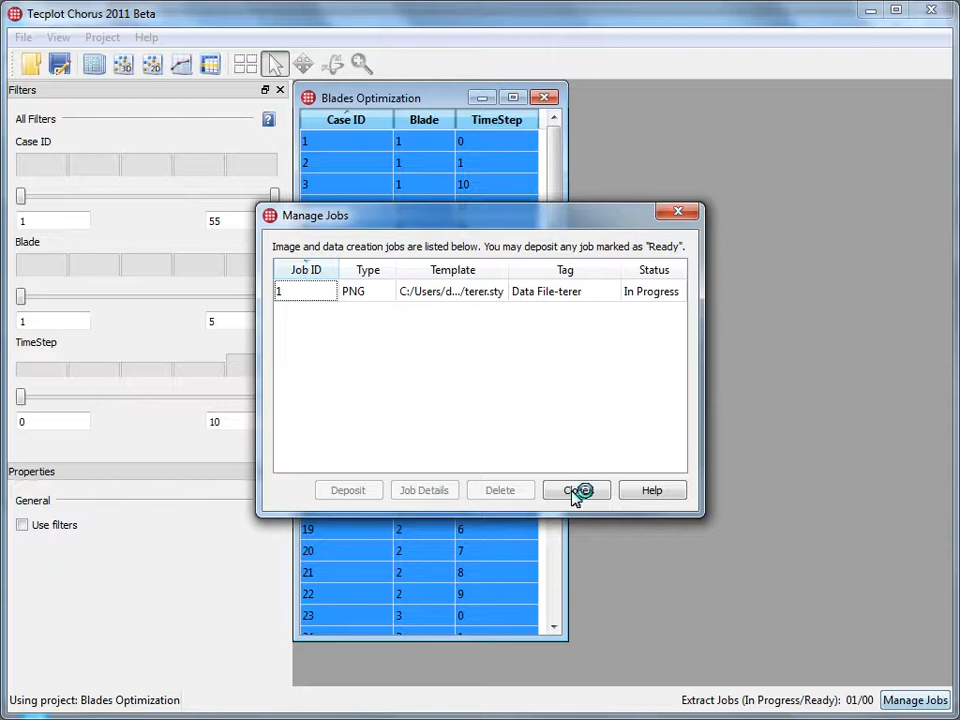 Tecplot Chorus 2011 Beta
File View Project Help
Filters
All Filters
Case ID
1 55
Blade
1 5
TimeStep
0 10
Properties
General
Use filters
Blades Optimization
Case ID Blade TimeStep
1 1 0
2 1 1
3 1 10
Manage Jobs
Image and data creation jobs are listed below. You may deposit any job marked as "Ready".
Job ID Type Template Tag Status
1 PNG C:/Users/d.../terer.sty Data File-terer In Progress
Deposit Job Details Delete Help
19 2 6
20 2 7
21 2 8
22 2 9
23 3 0
Using project: Blades Optimization
Extract Jobs (In Progress/Ready): 01/00 Manage Jobs